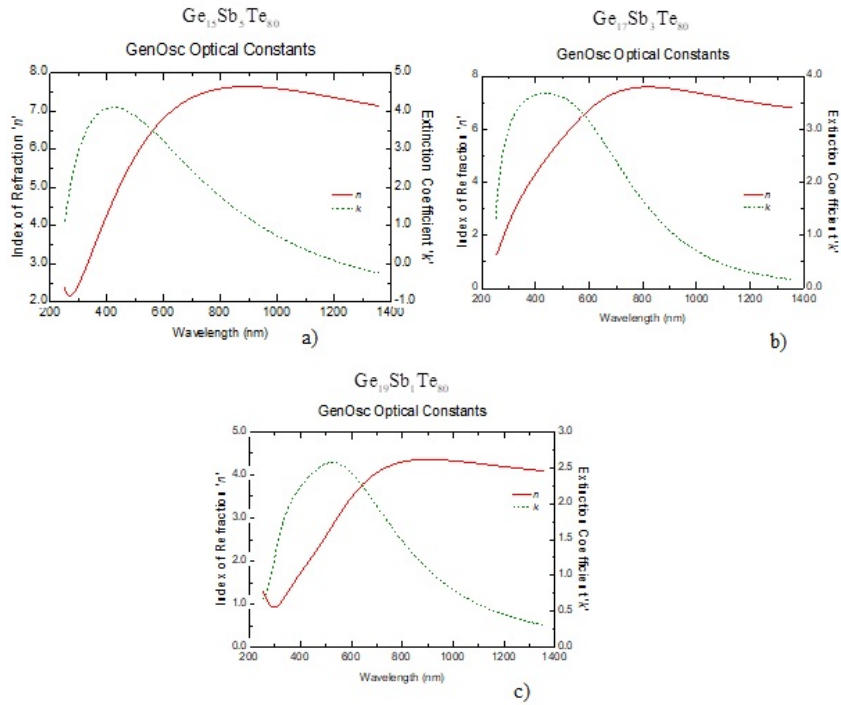 Ge₁₅Sb₅Te₈₀
GenOsc Optical Constants
8.0
7.0
6.0
5.0
4.0
3.0
2.0
Index of Refraction 'n'
5.0
4.0
3.0
2.0
1.0
0.0
-1.0
Extinction Coefficient 'k'
n
k
200 400 600 800 1000 1200 1400
Wavelength (nm)
a)
Ge₁₇Sb₃Te₈₀
GenOsc Optical Constants
8
6
4
2
0
Index of Refraction 'n'
4.0
3.0
2.0
1.0
0
Extinction Coefficient 'k'
n
k
200 400 600 800 1000 1200 1400
Wavelength (nm)
b)
Ge₁₉Sb₁Te₈₀
GenOsc Optical Constants
5.0
4.0
3.0
2.0
1.0
0.0
Index of Refraction 'n'
3.0
2.5
2.0
1.5
1.0
0.5
0.0
Extinction Coefficient 'k'
n
k
200 400 600 800 1000 1200 1400
Wavelength (nm)
c)